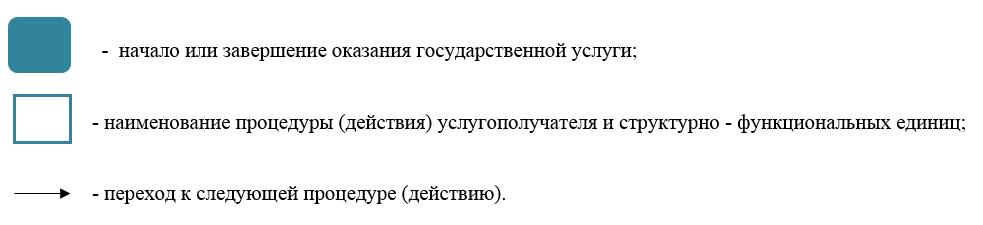 - начало или завершение оказания государственной услуги;
- наименование процедуры (действия) услугополучателя и структурно - функциональных единиц;
- переход к следующей процедуре (действию).